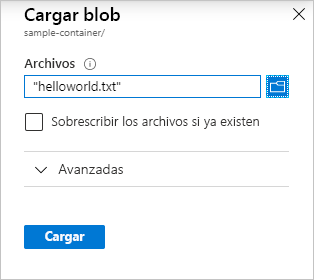 Cargar blob
sample-container/
Archivos
"helloworld.txt"
Sobrescribir los archivos si ya existen
Avanzadas
Cargar